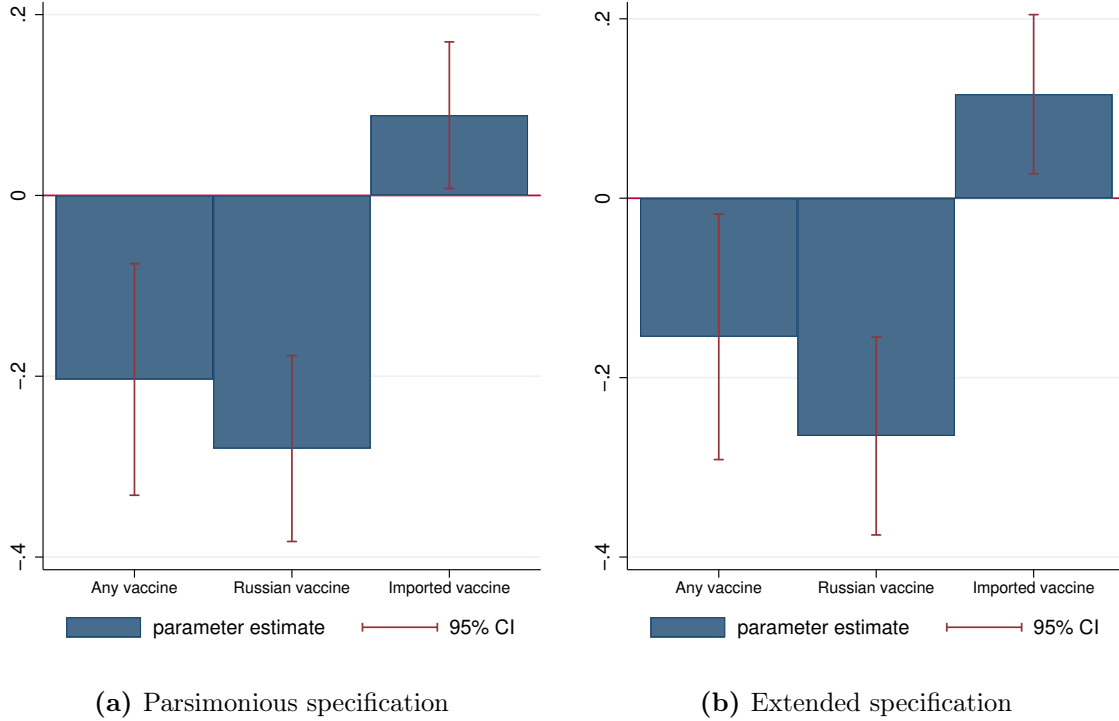 .2
0
-.2
-.4
Any vaccine Russian vaccine Imported vaccine
parameter estimate 95% CI
(a) Parsimonious specification
.2
0
-.2
-.4
Any vaccine Russian vaccine Imported vaccine
parameter estimate 95% CI
(b) Extended specification